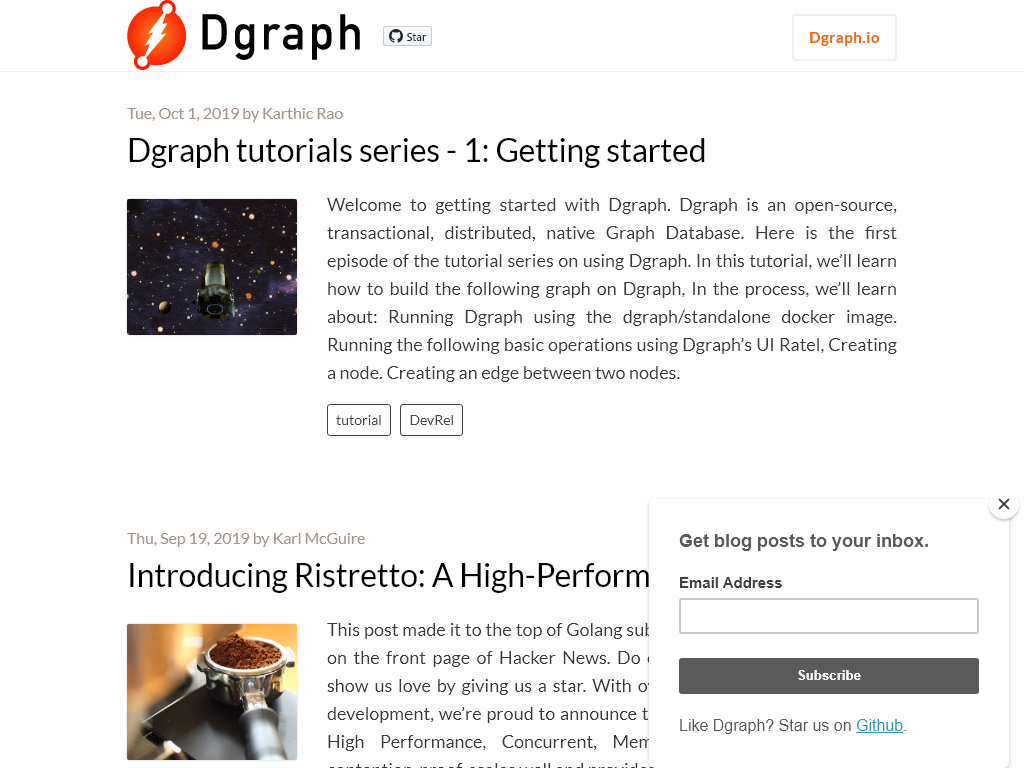 Dgraph
Star
Dgraph.io
Tue, Oct 1, 2019 by Karthic Rao
Dgraph tutorials series - 1: Getting started
Welcome to getting started with Dgraph. Dgraph is an open-source,
transactional, distributed, native Graph Database. Here is the first
episode of the tutorial series on using Dgraph. In this tutorial, we’ll learn
how to build the following graph on Dgraph, In the process, we’ll learn
about: Running Dgraph using the dgraph/standalone docker image.
Running the following basic operations using Dgraph’s UI Ratel, Creating
a node. Creating an edge between two nodes.
tutorial
DevRel
Thu, Sep 19, 2019 by Karl McGuire
Introducing Ristretto: A High-Perform
This post made it to the top of Golang sub
on the front page of Hacker News. Do
show us love by giving us a star. With
development, we’re proud to announce
High Performance, Concurrent, Mem
contention-proof, scales well and provides
Get blog posts to your inbox.
Email Address
Subscribe
Like Dgraph? Star us on Github.